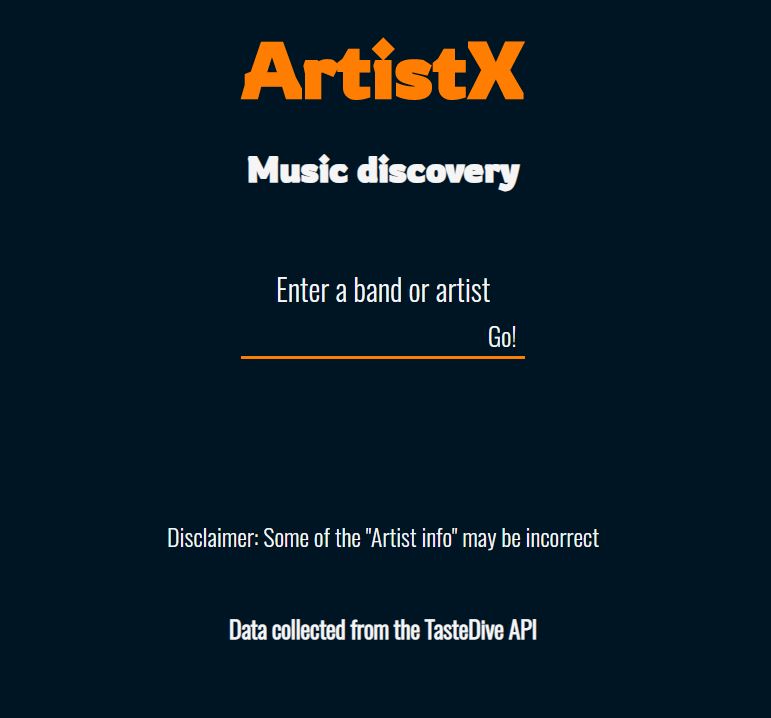 ArtistX
Music discovery
Enter a band or artist
Go!
Disclaimer: Some of the "Artist info" may be incorrect
Data collected from the TasteDive API